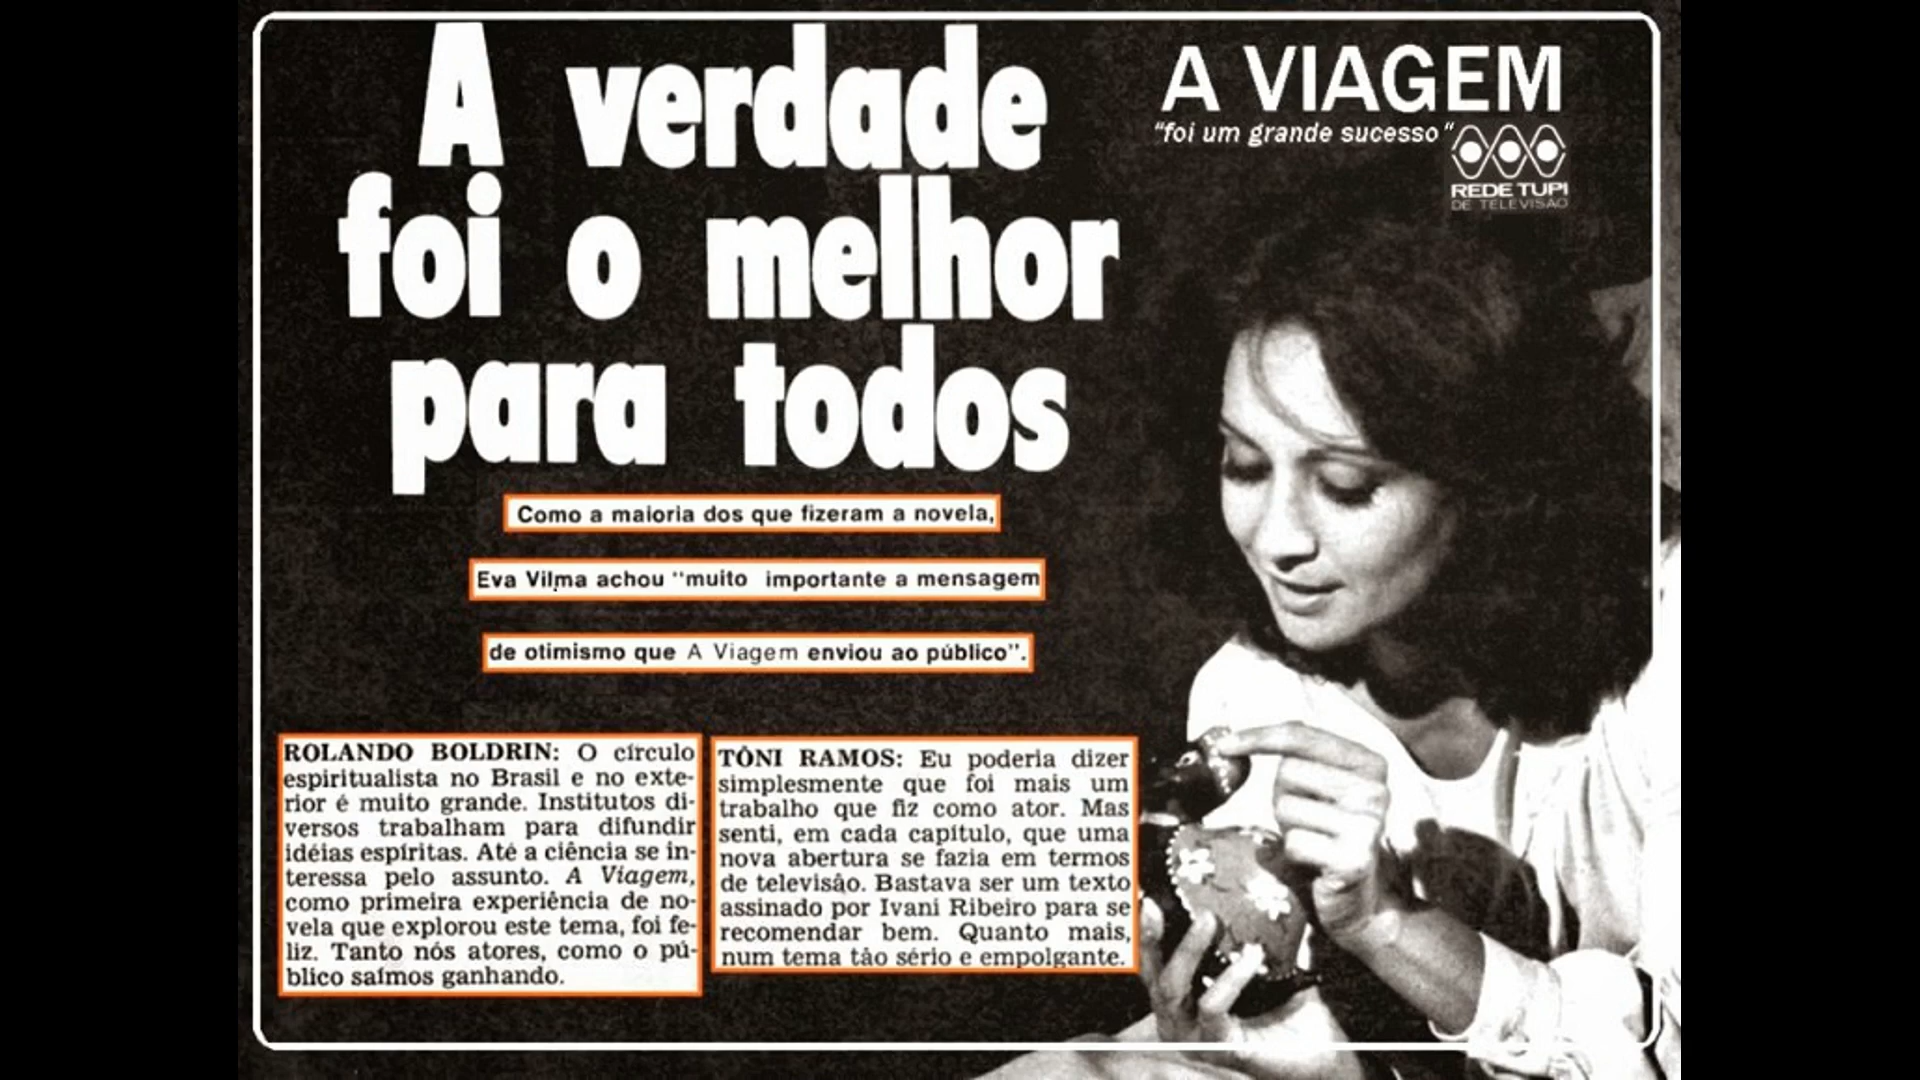 A verdade
foi o melhor
para todos
A VIAGEM
"foi um grande sucesso"
REDE TUPI
DE TELEVISÃO
Como a maioria dos que fizeram a novela,
Eva Vilma achou "muito importante a mensagem
de otimismo que A Viagem enviou ao público".
ROLANDO BOLDRIN: O círculo
espiritualista no Brasil e no exte-
rior é muito grande. Institutos di-
versos trabalham para difundir
idéias espíritas. Até a ciência se in-
teressa pelo assunto. A Viagem,
como primeira experiência de no-
vela que explorou este tema, foi fe-
liz. Tanto nós atores, como o pú-
blico saímos ganhando.
TÔNI RAMOS: Eu poderia dizer
simplesmente que foi mais um
trabalho que fiz como ator. Mas
senti, em cada capítulo, que uma
nova abertura se fazia em termos
de televisão. Bastava ser um texto
assinado por Ivani Ribeiro para se
recomendar bem. Quanto mais,
num tema tão sério e empolgante.